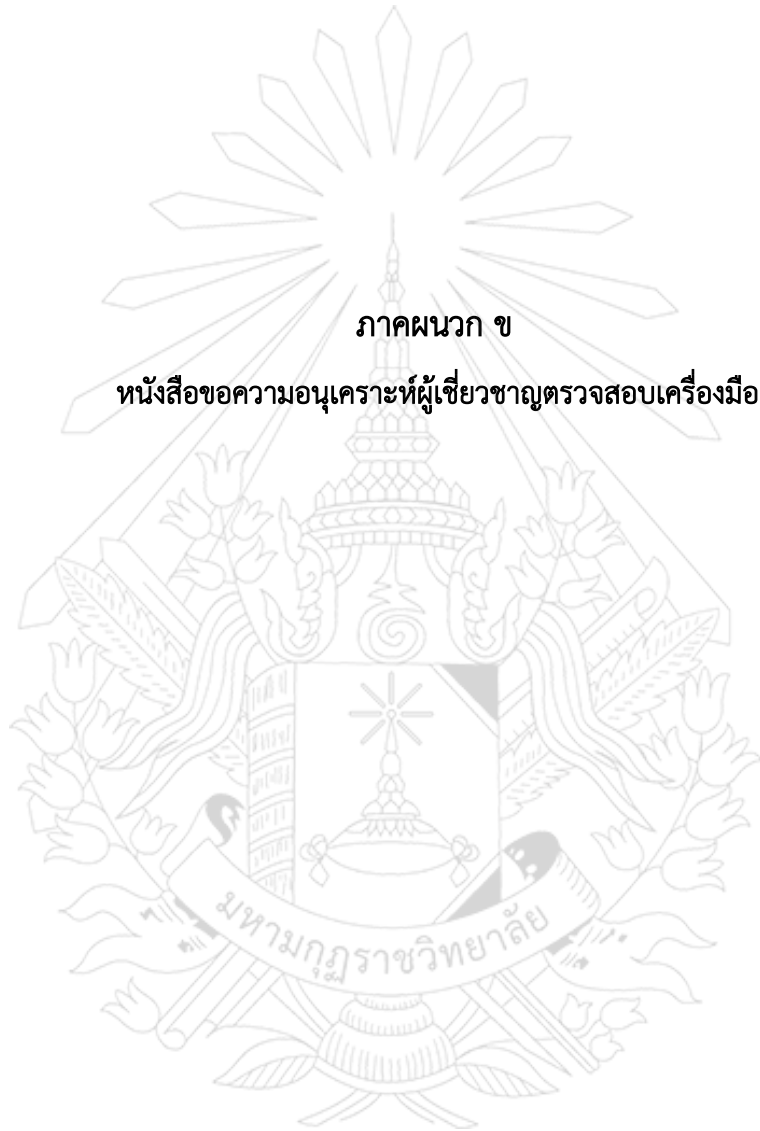 ภาคผนวก ข
หนังสือขอความอนุเคราะห์ผู้เชี่ยวชาญตรวจสอบเครื่องมือ
มหามกุฏราชวิทยาลัย